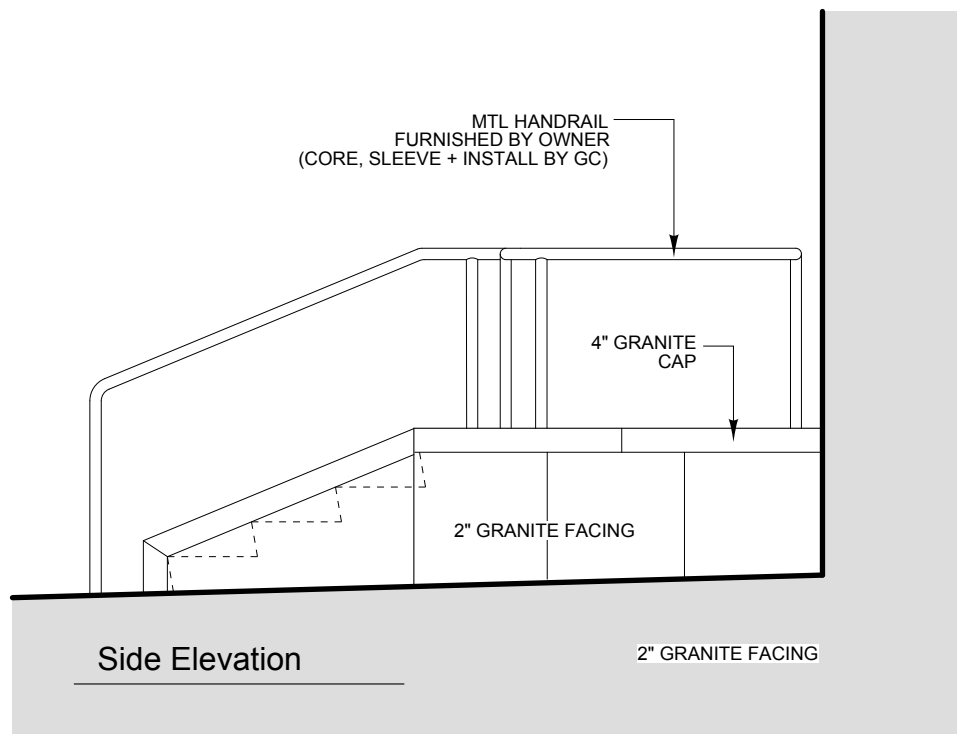 MTL HANDRAIL
FURNISHED BY OWNER
(CORE, SLEEVE + INSTALL BY GC)
4" GRANITE
CAP
2" GRANITE FACING
Side Elevation
2" GRANITE FACING